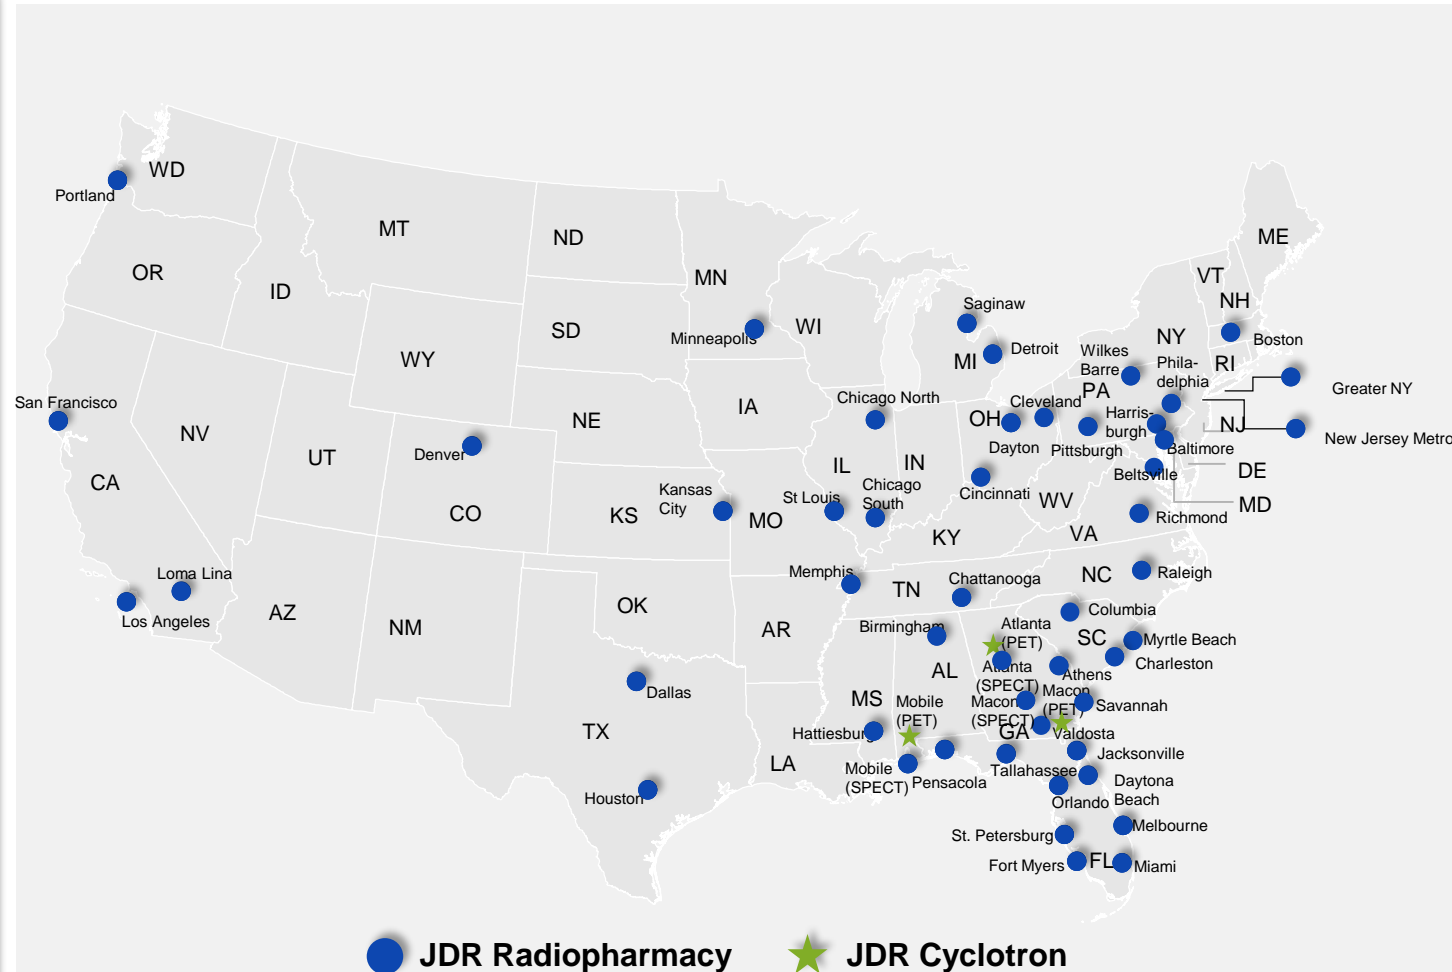 WD
Portland
MT
ND
ME
OR
ID
MN
VT
NH
Saginaw
SD
Minneapolis
WI
NY
Boston
WY
MI
Detroit
Wilkes
Barre
Phila-
delphia
RI
Greater NY
PA
San Francisco
NE
IA
Chicago North
OH
Cleveland
Harris-
burgh
NJ
New Jersey Metro
NV
UT
Denver
Dayton
Pittsburgh
Baltimore
CA
IL
IN
Cincinnati
Beltsville
DE
CO
KS
Kansas
City
MO
St Louis
Chicago
South
WV
MD
KY
VA
Richmond
Loma Lina
Los Angeles
AZ
NM
OK
AR
Memphis
TN
Chattanooga
NC
Raleigh
Columbia
Birmingham
Atlanta
(PET)
SC
Myrtle Beach
Charleston
AL
Atlanta
(SPECT)
Athens
Dallas
TX
MS
Mobile
(PET)
Macon
(SPECT)
Macon
(PET)
Savannah
Hattiesburg
GA
Valdosta
LA
Mobile
(SPECT)
Pensacola
Tallahassee
Jacksonville
Houston
Orlando
Daytona
Beach
St. Petersburg
Melbourne
Fort Myers
FL
Miami
JDR Radiopharmacy
JDR Cyclotron